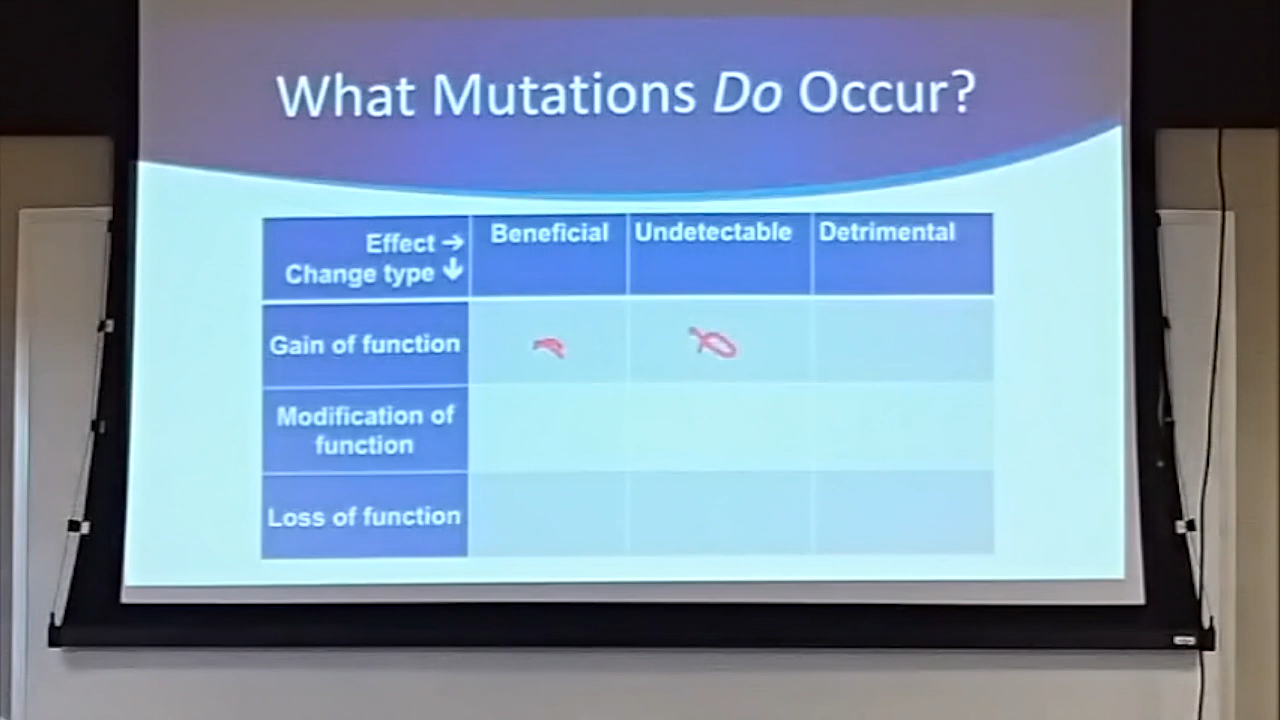 What Mutations Do Occur?
Effect →
Change type ↓
Beneficial
Undetectable
Detrimental
Gain of function
Modification of
function
Loss of function